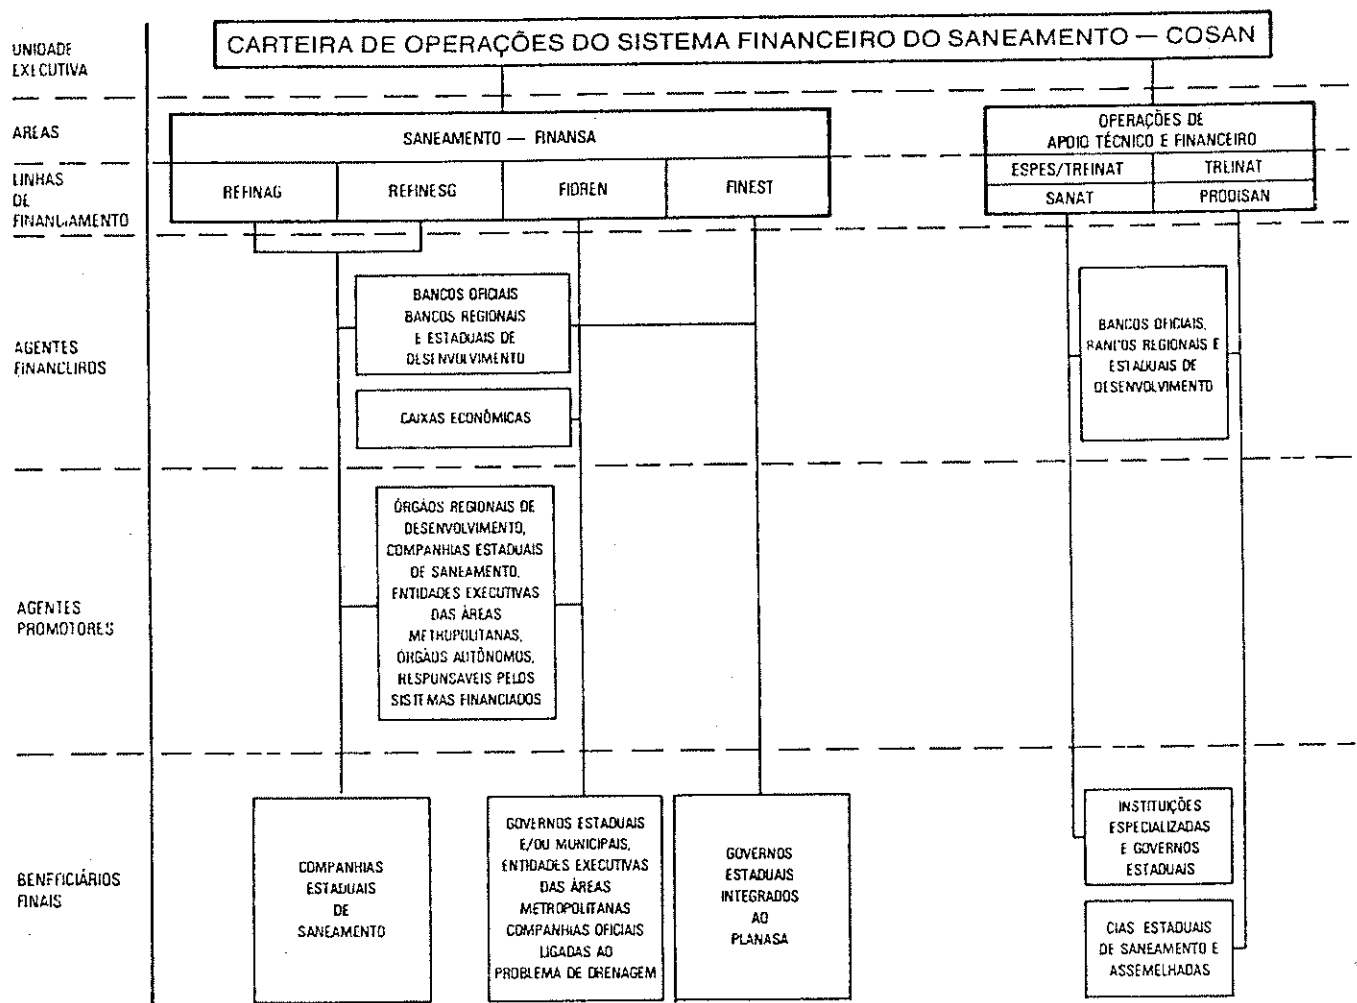 UNIDADE
EXECUTIVA
CARTEIRA DE OPERAÇÕES DO SISTEMA FINANCEIRO DO SANEAMENTO — COSAN
AREAS
SANEAMENTO — FINANSA
OPERAÇÕES DE
APOIO TÉCNICO E FINANCEIRO
LINHAS
DE
FINANCIAMENTO
REFINAG
REFINESG
FIDREN
FINEST
ESPES/TREINAT
TREINAT
SANAT
PRODISAN
AGENTES
FINANCEIROS
BANCOS OFICIAIS
BANCOS REGIONAIS
E ESTADUAIS DE
DESENVOLVIMENTO
CAIXAS ECONÔMICAS
BANCOS OFICIAIS,
BANCOS REGIONAIS E
ESTADUAIS DE
DESENVOLVIMENTO
AGENTES
PROMOTORES
ÓRGÃOS REGIONAIS DE
DESENVOLVIMENTO,
COMPANHIAS ESTADUAIS
DE SANEAMENTO,
ENTIDADES EXECUTIVAS
DAS ÁREAS
METROPOLITANAS,
ÓRGÃOS AUTÔNOMOS,
RESPONSAVEIS PELOS
SISTEMAS FINANCIADOS
BENEFICIÁRIOS
FINAIS
COMPANHIAS
ESTADUAIS
DE
SANEAMENTO
GOVERNOS ESTADUAIS
E/OU MUNICIPAIS,
ENTIDADES EXECUTIVAS
DAS ÁREAS
METROPOLITANAS
COMPANHIAS OFICIAIS
LIGADAS AO
PROBLEMA DE DRENAGEM
GOVERNOS
ESTADUAIS
INTEGRADOS
AO
PLANASA
INSTITUIÇÕES
ESPECIALIZADAS
E GOVERNOS
ESTADUAIS
CIAS ESTADUAIS
DE SANEAMENTO E
ASSEMELHADAS